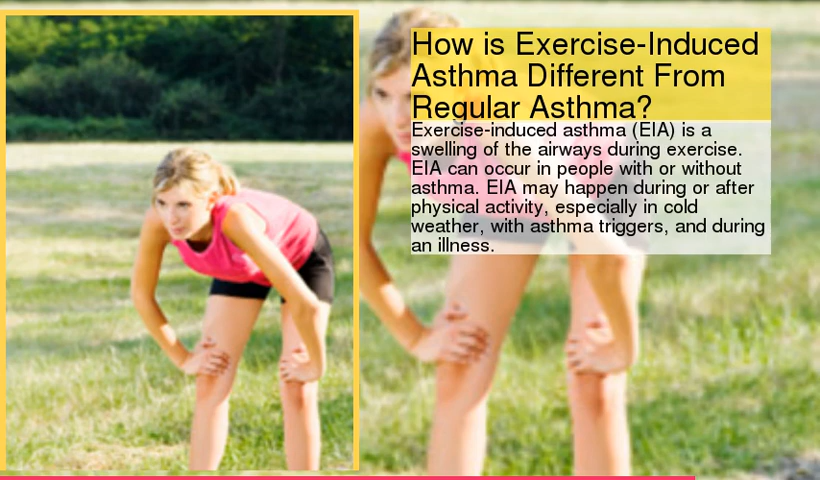 How is Exercise-Induced
Asthma Different From
Regular Asthma?
Exercise-induced asthma (EIA) is a
swelling of the airways during exercise.
EIA can occur in people with or without
asthma. EIA may happen during or after
physical activity, especially in cold
weather, with asthma triggers, and during
an illness.